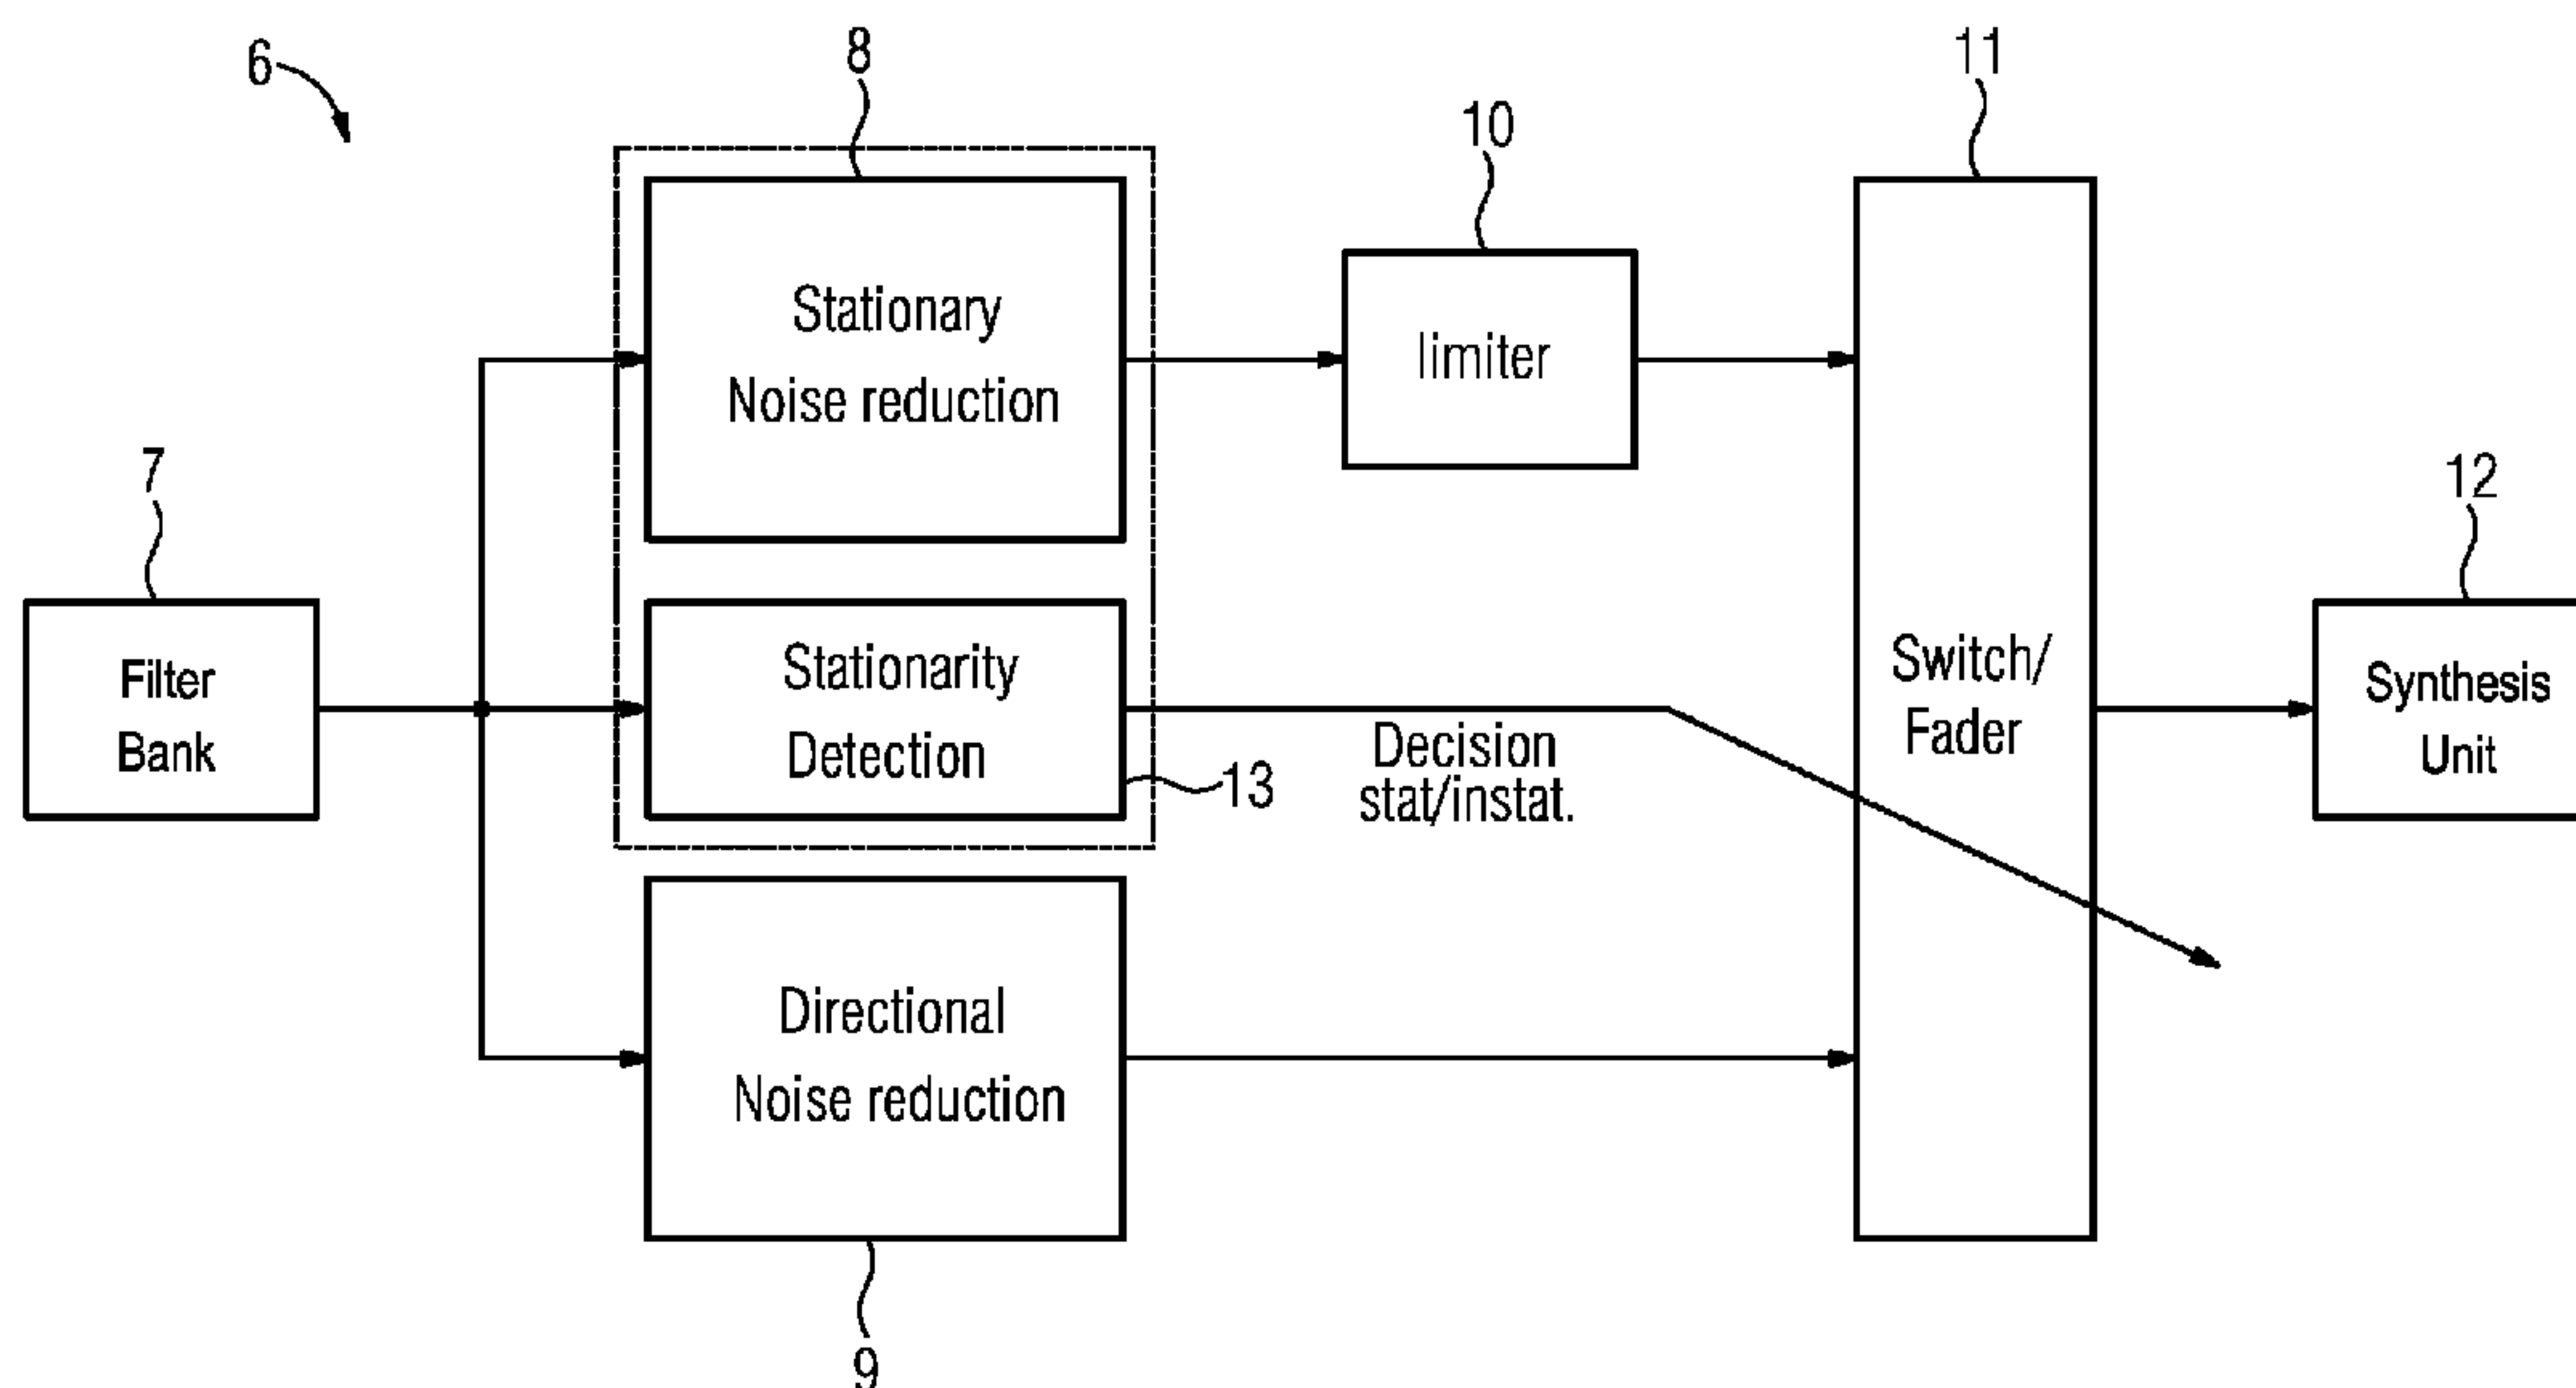 6
8
11
10
Stationary
Noise reduction
limiter
7
12
Filter
Bank
Stationarity
Detection
13
Decision
stat/instat.
Switch/
Fader
Synthesis
Unit
Directional
Noise reduction
9